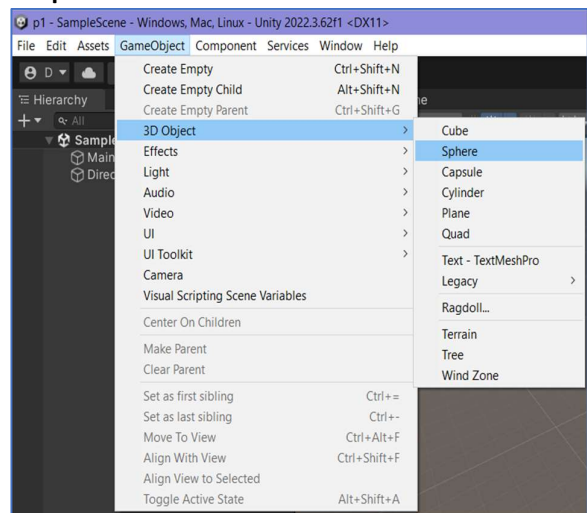 p1 - SampleScene - Windows, Mac, Linux - Unity 2022.3.62f1 <DX11>
File Edit Assets GameObject Component Services Window Help
D
Hierarchy
All
Sample
Main
Direc
Create Empty Ctrl+Shift+N
Create Empty Child Alt+Shift+N
Create Empty Parent Ctrl+Shift+G
3D Object
Effects
Light
Audio
Video
UI
UI Toolkit
Camera
Visual Scripting Scene Variables
Center On Children
Make Parent
Clear Parent
Set as first sibling Ctrl+=
Set as last sibling Ctrl+-
Move To View Ctrl+Alt+F
Align With View Ctrl+Shift+F
Align View to Selected
Toggle Active State Alt+Shift+A
Cube
Sphere
Capsule
Cylinder
Plane
Quad
Text - TextMeshPro
Legacy
Ragdoll...
Terrain
Tree
Wind Zone